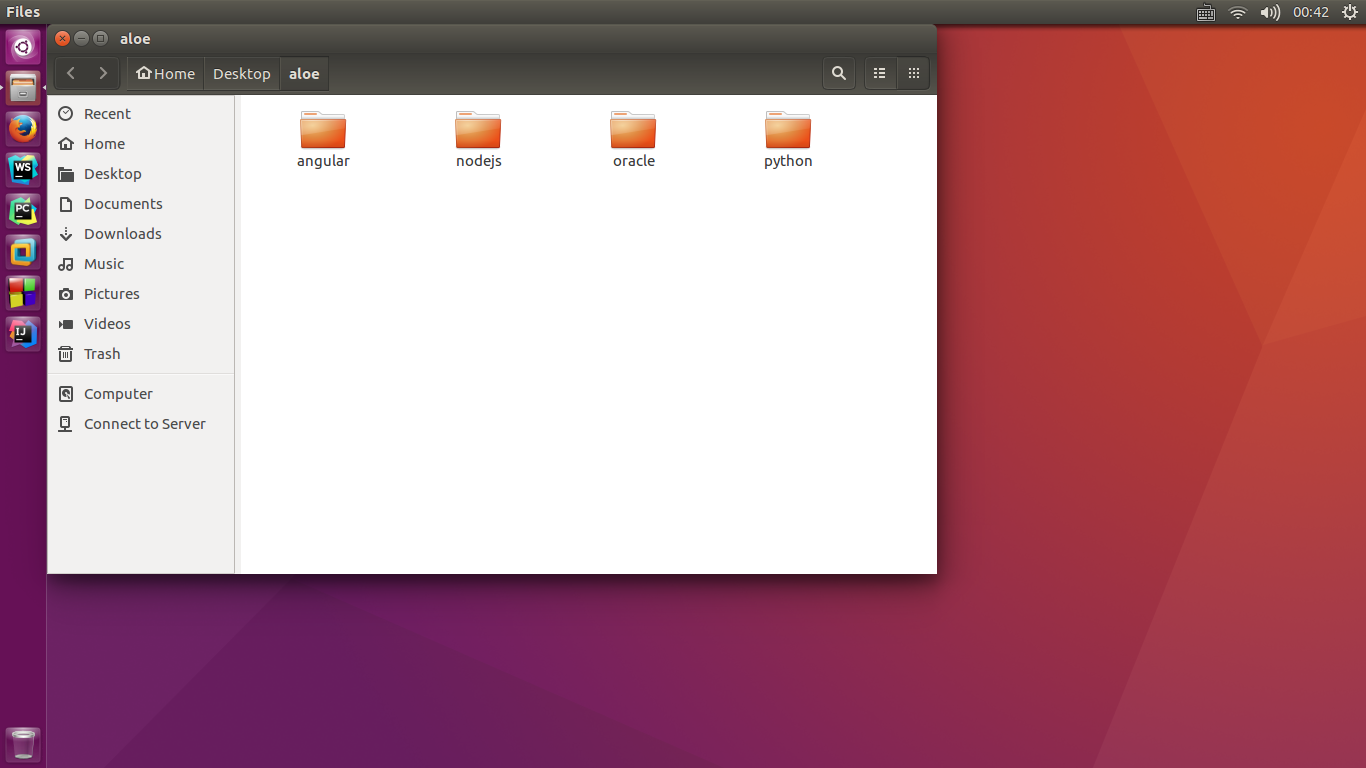 Files
00:42
aloe
Home
Desktop
aloe
Recent
Home
Desktop
Documents
Downloads
Music
Pictures
Videos
Trash
Computer
Connect to Server
angular
nodejs
oracle
python
WS
PC
IJ